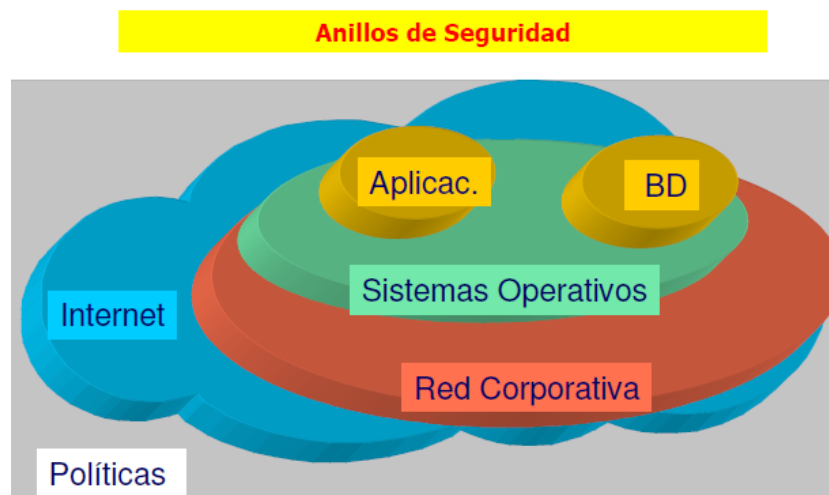 Anillos de Seguridad
Aplicac.
BD
Sistemas Operativos
Internet
Red Corporativa
Políticas